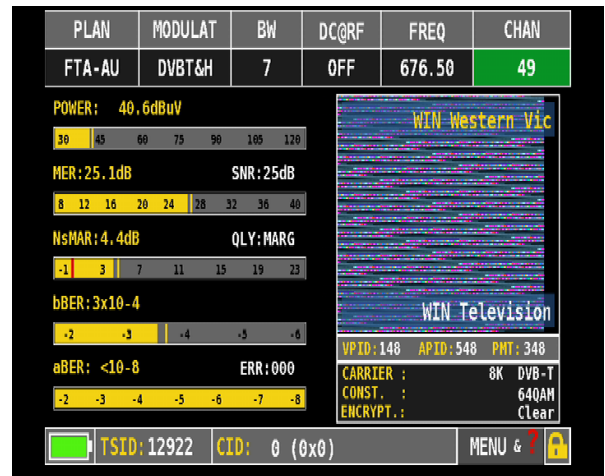 PLAN MODULAT BW DC@RF FREQ CHAN
FTA-AU DVBT&H 7 OFF 676.50 49
POWER: 40.6dBuV
30 45 60 75 90 105 120
MER:25.1dB SNR:25dB
8 12 16 20 24 28 32 36 40
NsMAR:4.4dB QLY:MARG
-1 3 7 11 15 19 23
bBER:3x10-4
-2 -3 -4 -5 -6
aBER: <10-8 ERR:000
-2 -3 -4 -5 -6 -7 -8
WIN Western Vic
WIN Television
VPID:148 APID:548 PMT:348
CARRIER : 8K DVB-T
CONST. : 64QAM
ENCRYPT.: Clear
TSID:12922 CID: 0 (0x0) MENU & ?